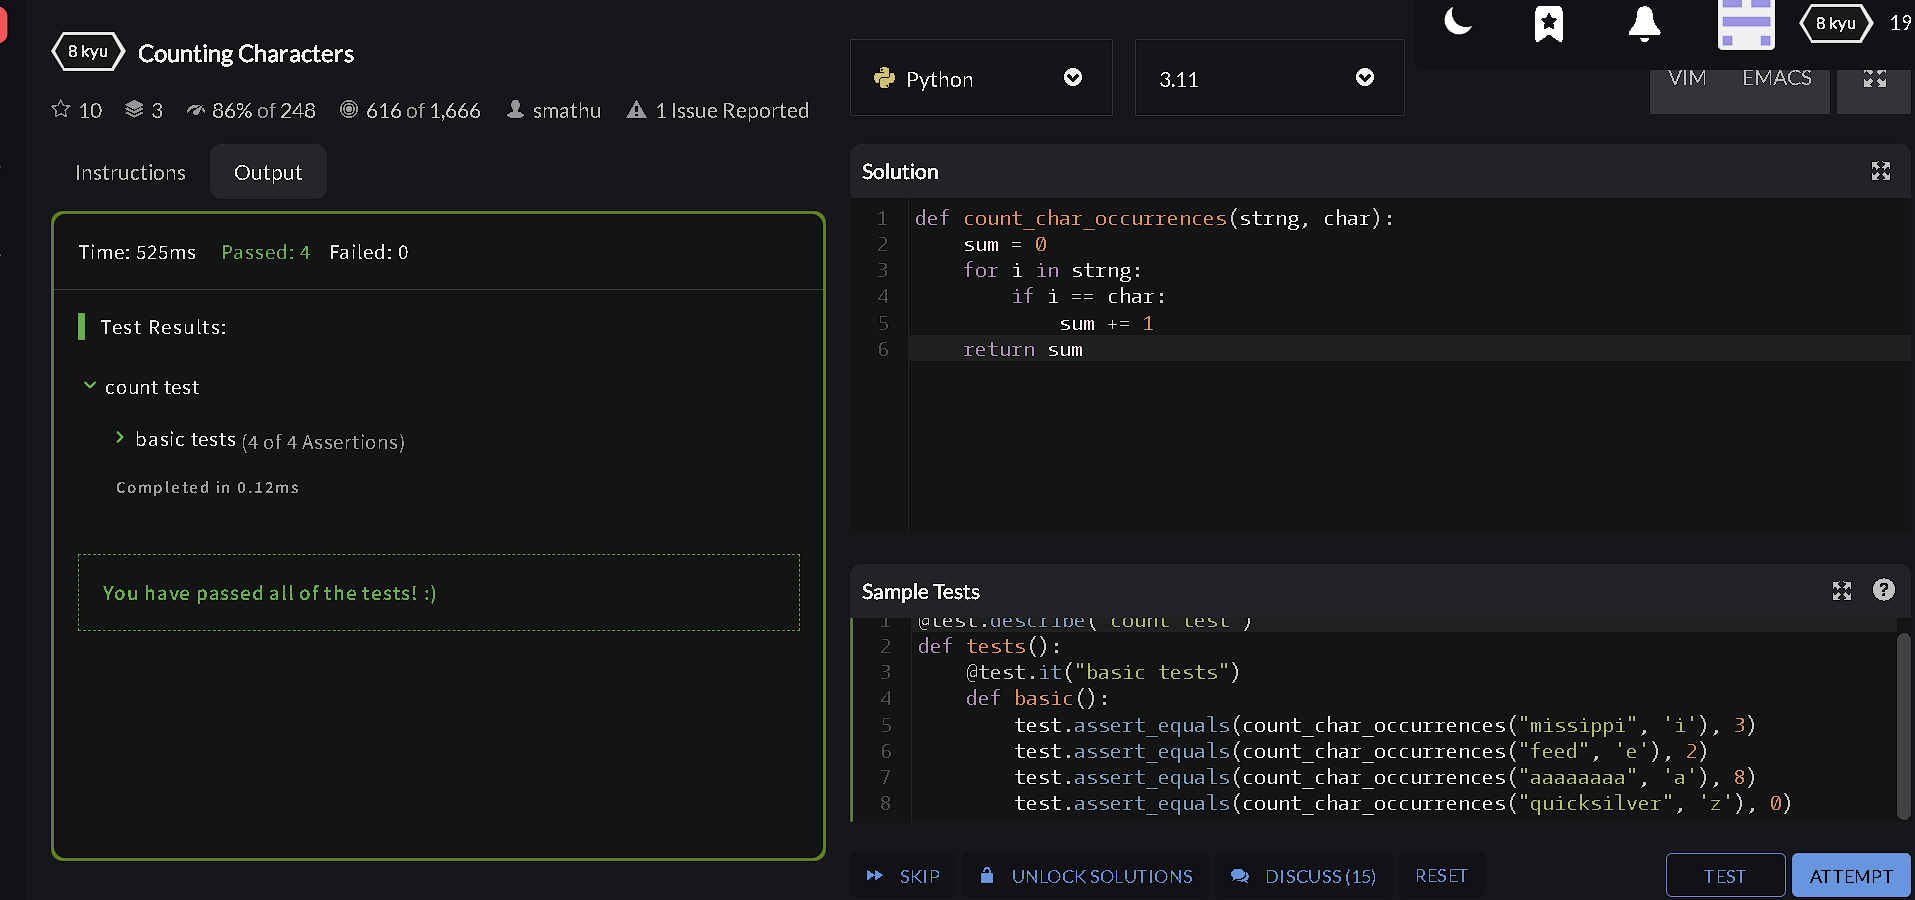 8 kyu Counting Characters
10 3 86% of 248 616 of 1,666 smathu 1 Issue Reported
Instructions Output
Time: 525ms Passed: 4 Failed: 0
Test Results:
count test
basic tests (4 of 4 Assertions)
Completed in 0.12ms
You have passed all of the tests! :)
Python 3.11
8 kyu 19
VIM EMACS
Solution
1 def count_char_occurrences(strng, char):
2     sum = 0
3     for i in strng:
4         if i == char:
5             sum += 1
6     return sum
Sample Tests ?
1 @test.describe('count test')
2 def tests():
3     @test.it("basic tests")
4     def basic():
5         test.assert_equals(count_char_occurrences("missippi", 'i'), 3)
6         test.assert_equals(count_char_occurrences("feed", 'e'), 2)
7         test.assert_equals(count_char_occurrences("aaaaaaaa", 'a'), 8)
8         test.assert_equals(count_char_occurrences("quicksilver", 'z'), 0)
SKIP UNLOCK SOLUTIONS DISCUSS (15) RESET TEST ATTEMPT